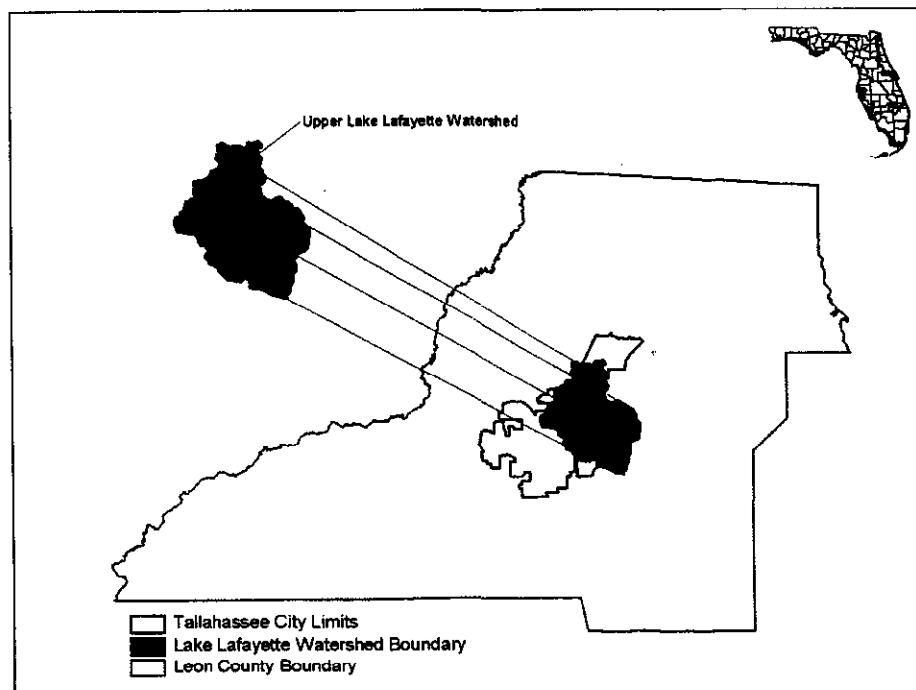 Upper Lake Lafayette Watershed
Tallahassee City Limits
Lake Lafayette Watershed Boundary
Leon County Boundary